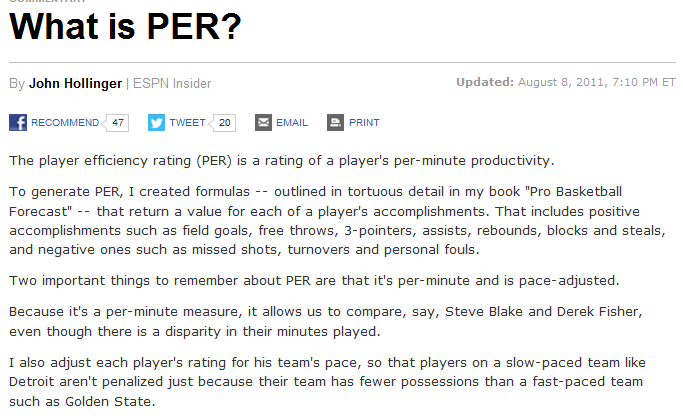 COMMENTARY
What is PER?
By John Hollinger | ESPN Insider
Updated: August 8, 2011, 7:10 PM ET
RECOMMEND 47 TWEET 20 EMAIL PRINT
The player efficiency rating (PER) is a rating of a player's per-minute productivity.
To generate PER, I created formulas -- outlined in tortuous detail in my book "Pro Basketball
Forecast" -- that return a value for each of a player's accomplishments. That includes positive
accomplishments such as field goals, free throws, 3-pointers, assists, rebounds, blocks and steals,
and negative ones such as missed shots, turnovers and personal fouls.
Two important things to remember about PER are that it's per-minute and is pace-adjusted.
Because it's a per-minute measure, it allows us to compare, say, Steve Blake and Derek Fisher,
even though there is a disparity in their minutes played.
I also adjust each player's rating for his team's pace, so that players on a slow-paced team like
Detroit aren't penalized just because their team has fewer possessions than a fast-paced team
such as Golden State.